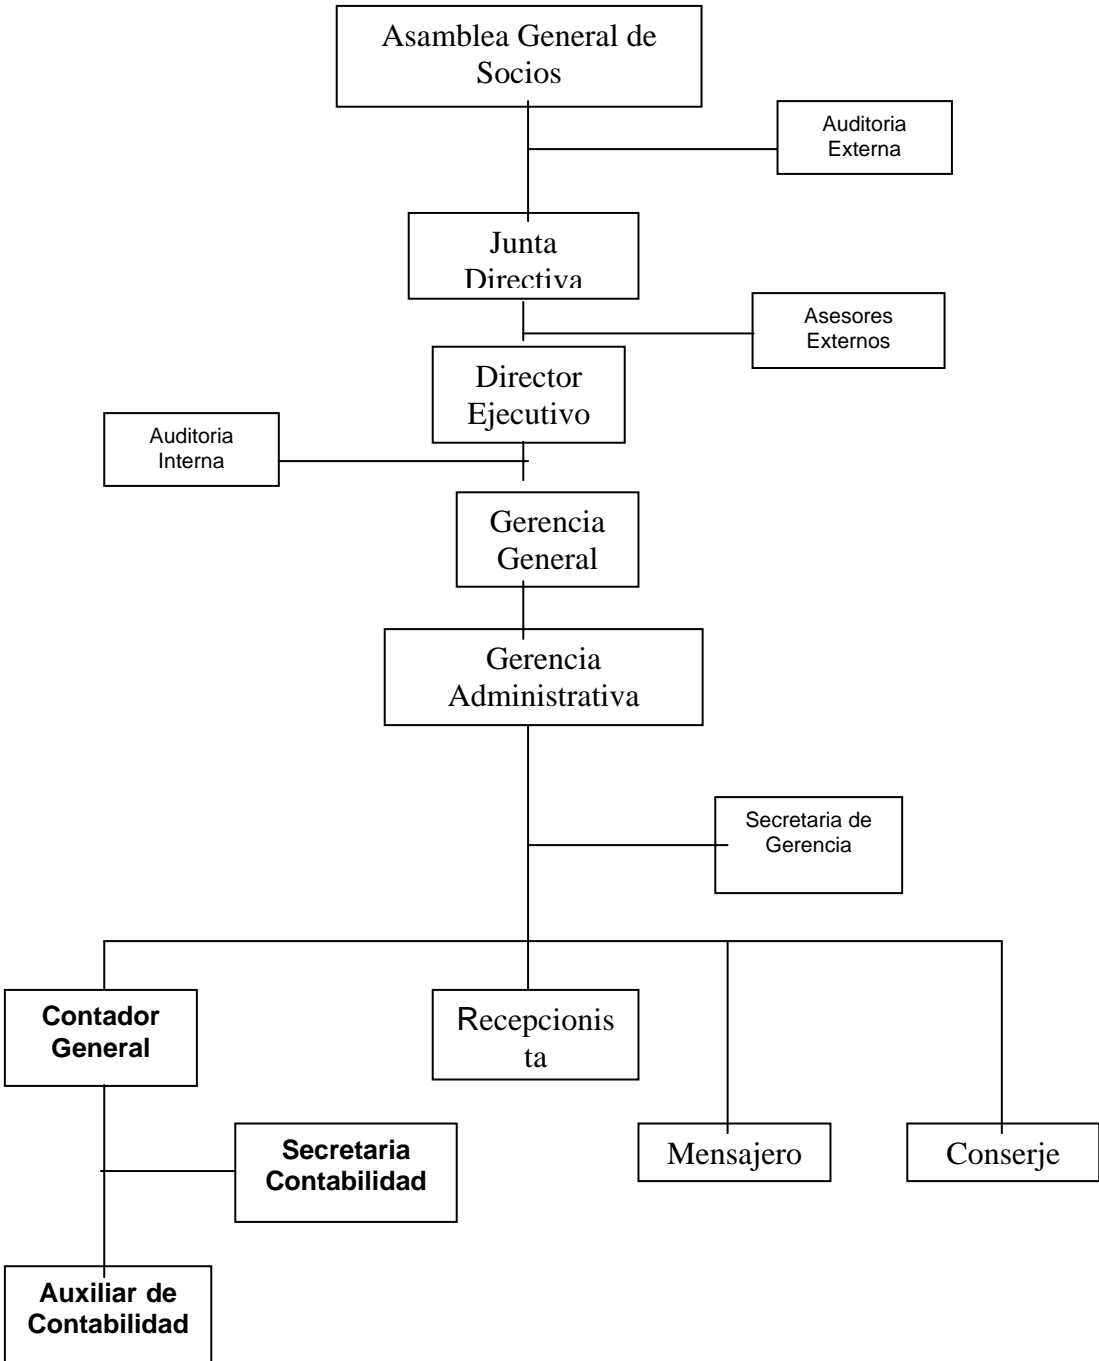 Asamblea General de
Socios
Auditoria
Externa
Junta
Directiva
Asesores
Externos
Director
Ejecutivo
Auditoria
Interna
Gerencia
General
Gerencia
Administrativa
Secretaria de
Gerencia
Contador
General
Recepcionis
ta
Secretaria
Contabilidad
Mensajero
Conserje
Auxiliar de
Contabilidad